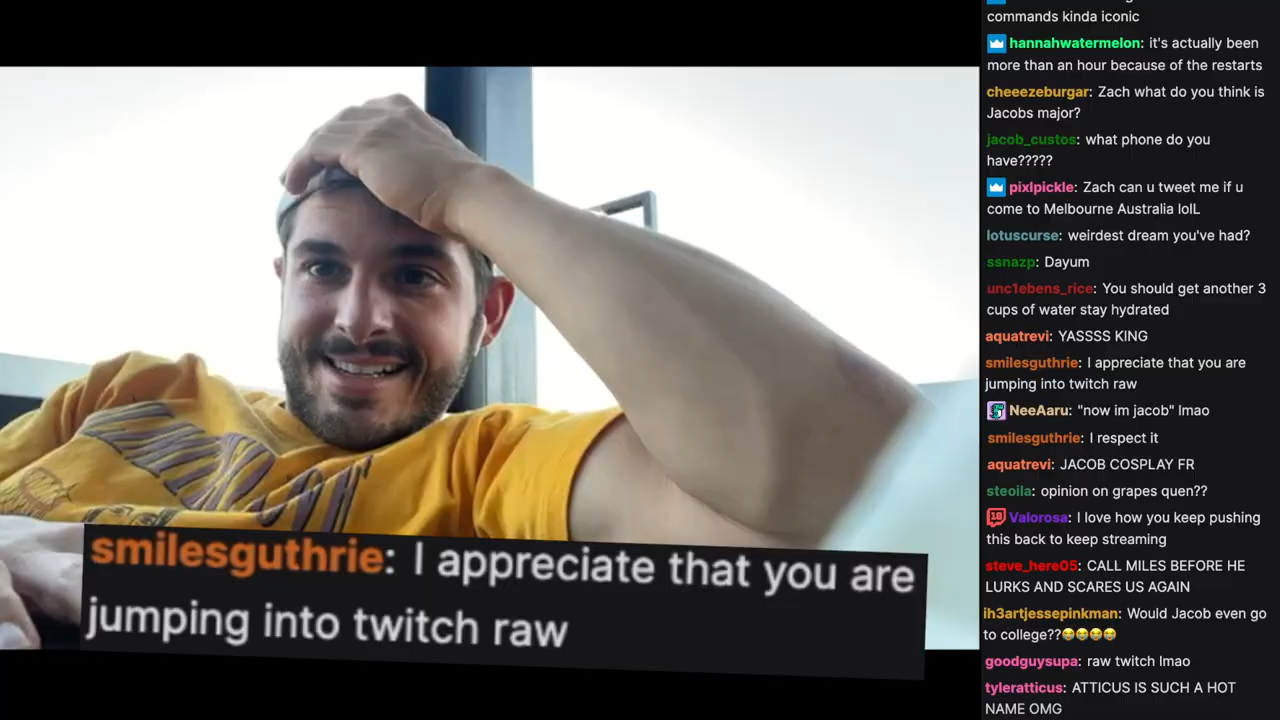 commands kinda iconic
hannahwatermelon: it's actually been
more than an hour because of the restarts
cheeezeburgar: Zach what do you think is
Jacobs major?
jacob_custos: what phone do you
have?????
pixlpickle: Zach can u tweet me if u
come to Melbourne Australia lolL
lotuscurse: weirdest dream you've had?
ssnazp: Dayum
unc1ebens_rice: You should get another 3
cups of water stay hydrated
aquatrevi: YASSSS KING
smilesguthrie: I appreciate that you are
jumping into twitch raw
NeeAaru: "now im jacob" lmao
smilesguthrie: I respect it
aquatrevi: JACOB COSPLAY FR
steoila: opinion on grapes quen??
18 Valorosa: I love how you keep pushing
this back to keep streaming
steve_here05: CALL MILES BEFORE HE
LURKS AND SCARES US AGAIN
ih3artjessepinkman: Would Jacob even go
to college??😂😂😂😂
goodguysupa: raw twitch lmao
tyleratticus: ATTICUS IS SUCH A HOT
NAME OMG
smilesguthrie: I appreciate that you are
jumping into twitch raw